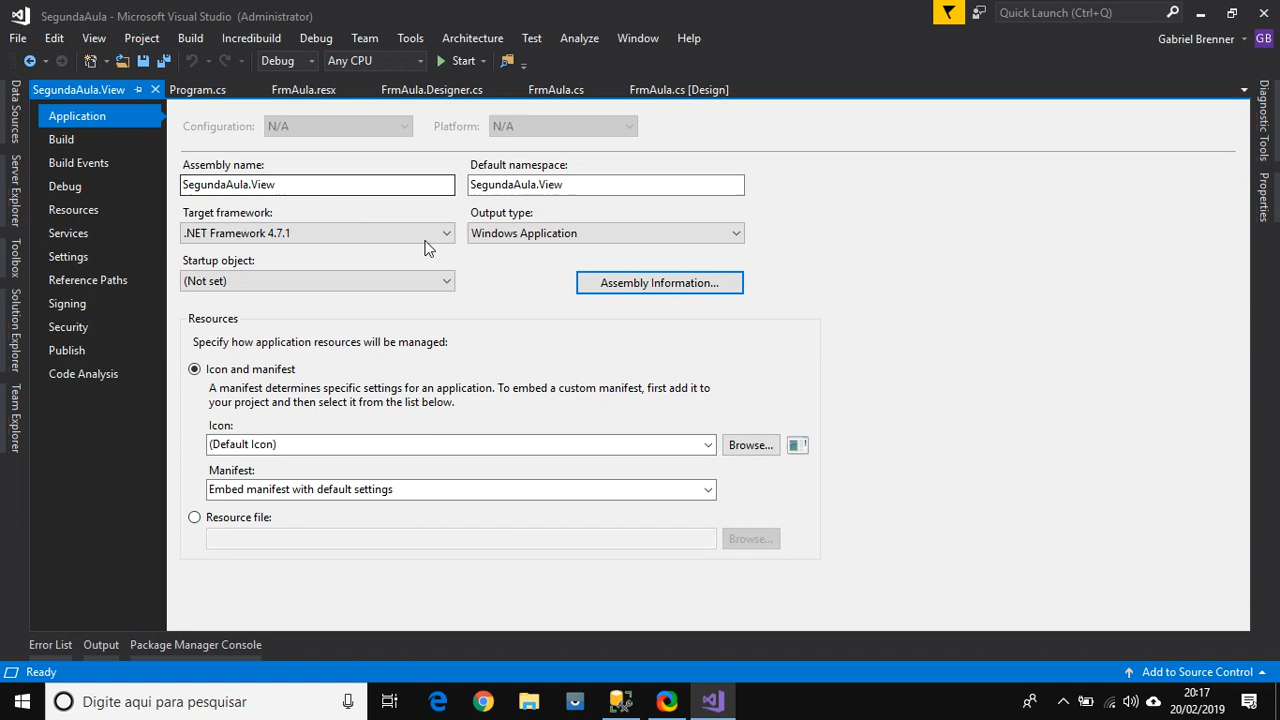 SegundaAula - Microsoft Visual Studio (Administrator)
Quick Launch (Ctrl+Q)
File Edit View Project Build Incredibuild Debug Team Tools Architecture Test Analyze Window Help
Gabriel Brenner GB
Debug Any CPU Start
SegundaAula.View Program.cs FrmAula.resx FrmAula.Designer.cs FrmAula.cs FrmAula.cs [Design]
Data Sources
Server Explorer
Toolbox
Solution Explorer
Team Explorer
Application
Build
Build Events
Debug
Resources
Services
Settings
Reference Paths
Signing
Security
Publish
Code Analysis
Configuration: N/A Platform: N/A
Assembly name: Default namespace:
SegundaAula.View SegundaAula.View
Target framework: Output type:
.NET Framework 4.7.1 Windows Application
Startup object:
(Not set) Assembly Information...
Resources
Specify how application resources will be managed:
Icon and manifest
A manifest determines specific settings for an application. To embed a custom manifest, first add it to
your project and then select it from the list below.
Icon:
(Default Icon) Browse...
Manifest:
Embed manifest with default settings
Resource file:
Browse...
Diagnostic Tools
Properties
Error List Output Package Manager Console
Ready Add to Source Control
Digite aqui para pesquisar
20:17
20/02/2019